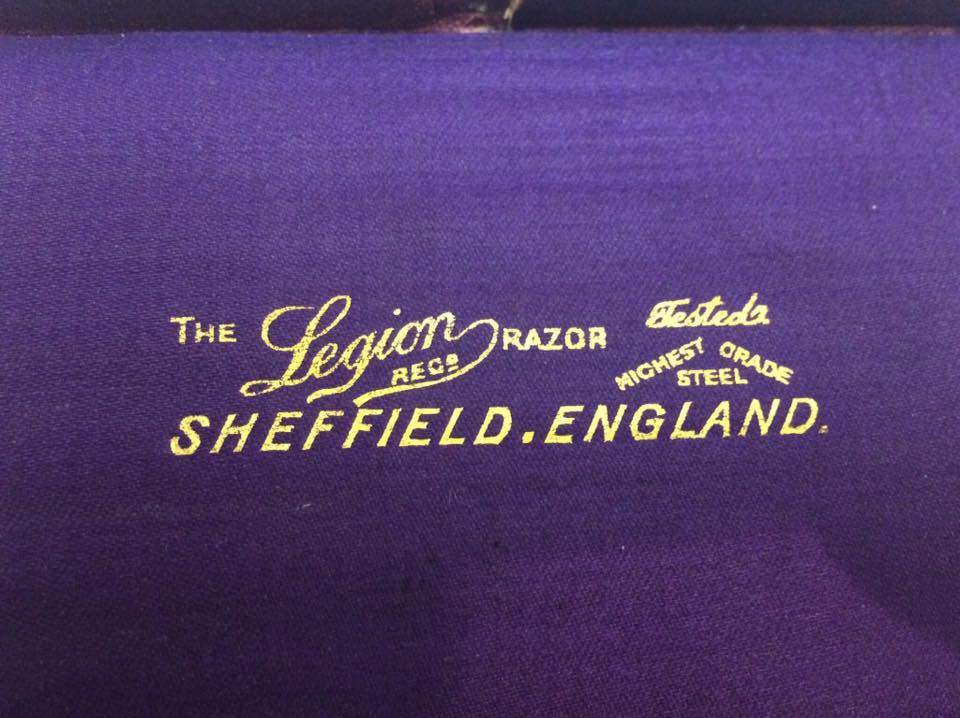 THE Legion REGD RAZOR
Tested
HIGHEST GRADE
STEEL
SHEFFIELD. ENGLAND.